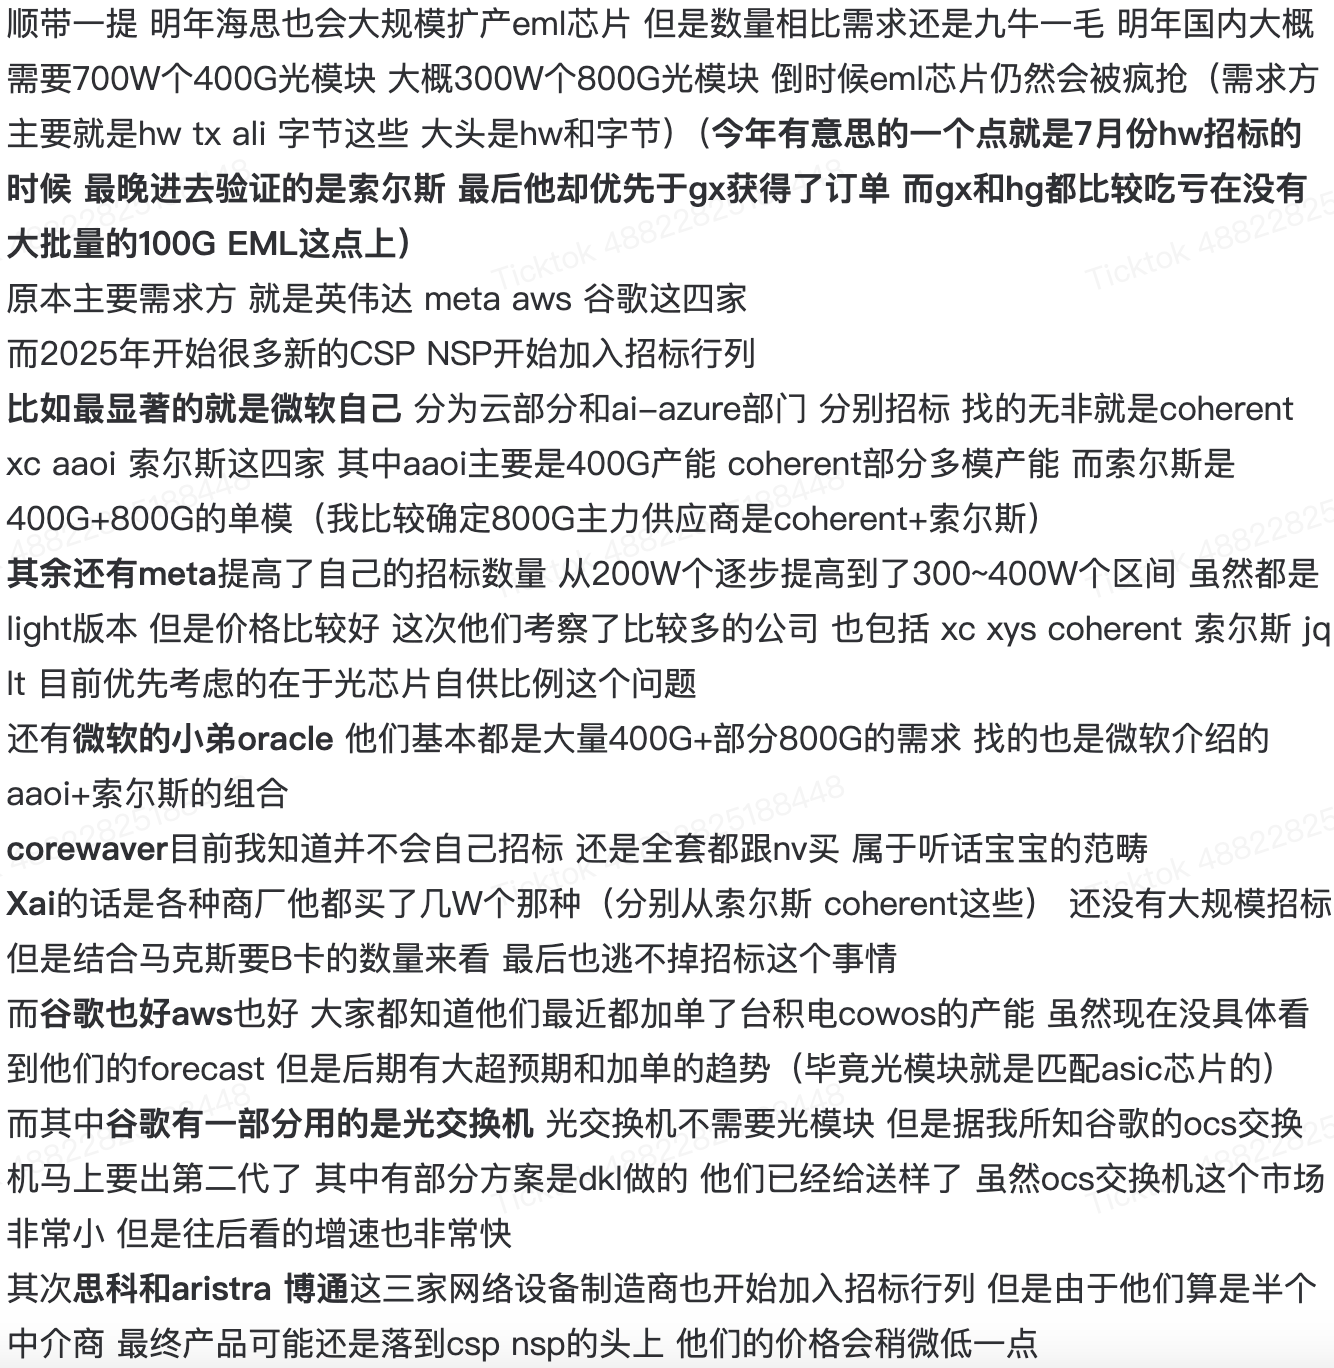 顺带一提 明年海思也会大规模扩产eml芯片 但是数量相比需求还是九牛一毛 明年国内大概
需要700W个400G光模块 大概300W个800G光模块 倒时候eml芯片仍然会被疯抢（需求方
主要就是hw tx ali 字节这些 大头是hw和字节）（今年有意思的一个点就是7月份hw招标的
时候 最晚进去验证的是索尔斯 最后他却优先于gx获得了订单 而gx和hg都比较吃亏在没有
大批量的100G EML这点上）
原本主要需求方 就是英伟达 meta aws 谷歌这四家
而2025年开始很多新的CSP NSP开始加入招标行列
比如最显著的就是微软自己 分为云部分和ai-azure部门 分别招标 找的无非就是coherent
xc aaoi 索尔斯这四家 其中aaoi主要是400G产能 coherent部分多模产能 而索尔斯是
400G+800G的单模（我比较确定800G主力供应商是coherent+索尔斯）
其余还有meta提高了自己的招标数量 从200W个逐步提高到了300~400W个区间 虽然都是
light版本 但是价格比较好 这次他们考察了比较多的公司 也包括 xc xys coherent 索尔斯 jq
lt 目前优先考虑的在于光芯片自供比例这个问题
还有微软的小弟oracle 他们基本都是大量400G+部分800G的需求 找的也是微软介绍的
aaoi+索尔斯的组合
corewaver目前我知道并不会自己招标 还是全套都跟nv买 属于听话宝宝的范畴
Xai的话是各种商厂他都买了几W个那种（分别从索尔斯 coherent这些） 还没有大规模招标
但是结合马克斯要B卡的数量来看 最后也逃不掉招标这个事情
而谷歌也好aws也好 大家都知道他们最近都加单了台积电cowos的产能 虽然现在没具体看
到他们的forecast 但是后期有大超预期和加单的趋势（毕竟光模块就是匹配asic芯片的）
而其中谷歌有一部分用的是光交换机 光交换机不需要光模块 但是据我所知谷歌的ocs交换
机马上要出第二代了 其中有部分方案是dkl做的 他们已经给送样了 虽然ocs交换机这个市场
非常小 但是往后看的增速也非常快
其次思科和aristra 博通这三家网络设备制造商也开始加入招标行列 但是由于他们算是半个
中介商 最终产品可能还是落到csp nsp的头上 他们的价格会稍微低一点